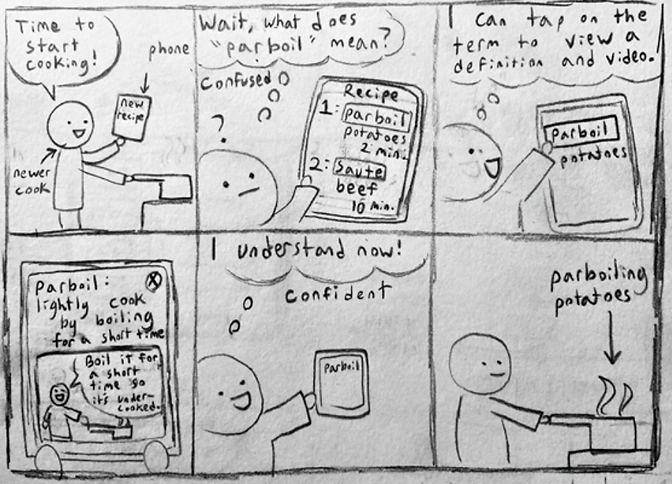 Time to
start
cooking!
phone
new
recipe
newer
cook
Wait, what does
"parboil" mean?
Confused
?
Recipe
1: Parboil
potatoes
2 min.
2: Saute
beef
10 min.
I can tap on the
term to view a
definition and video.
Parboil
potatoes
Parboil:
X
lightly cook
by boiling
for a short time
Boil it for
a short
time so
it's under-
cooked.
I understand now!
Confident
Parboil
parboiling
potatoes